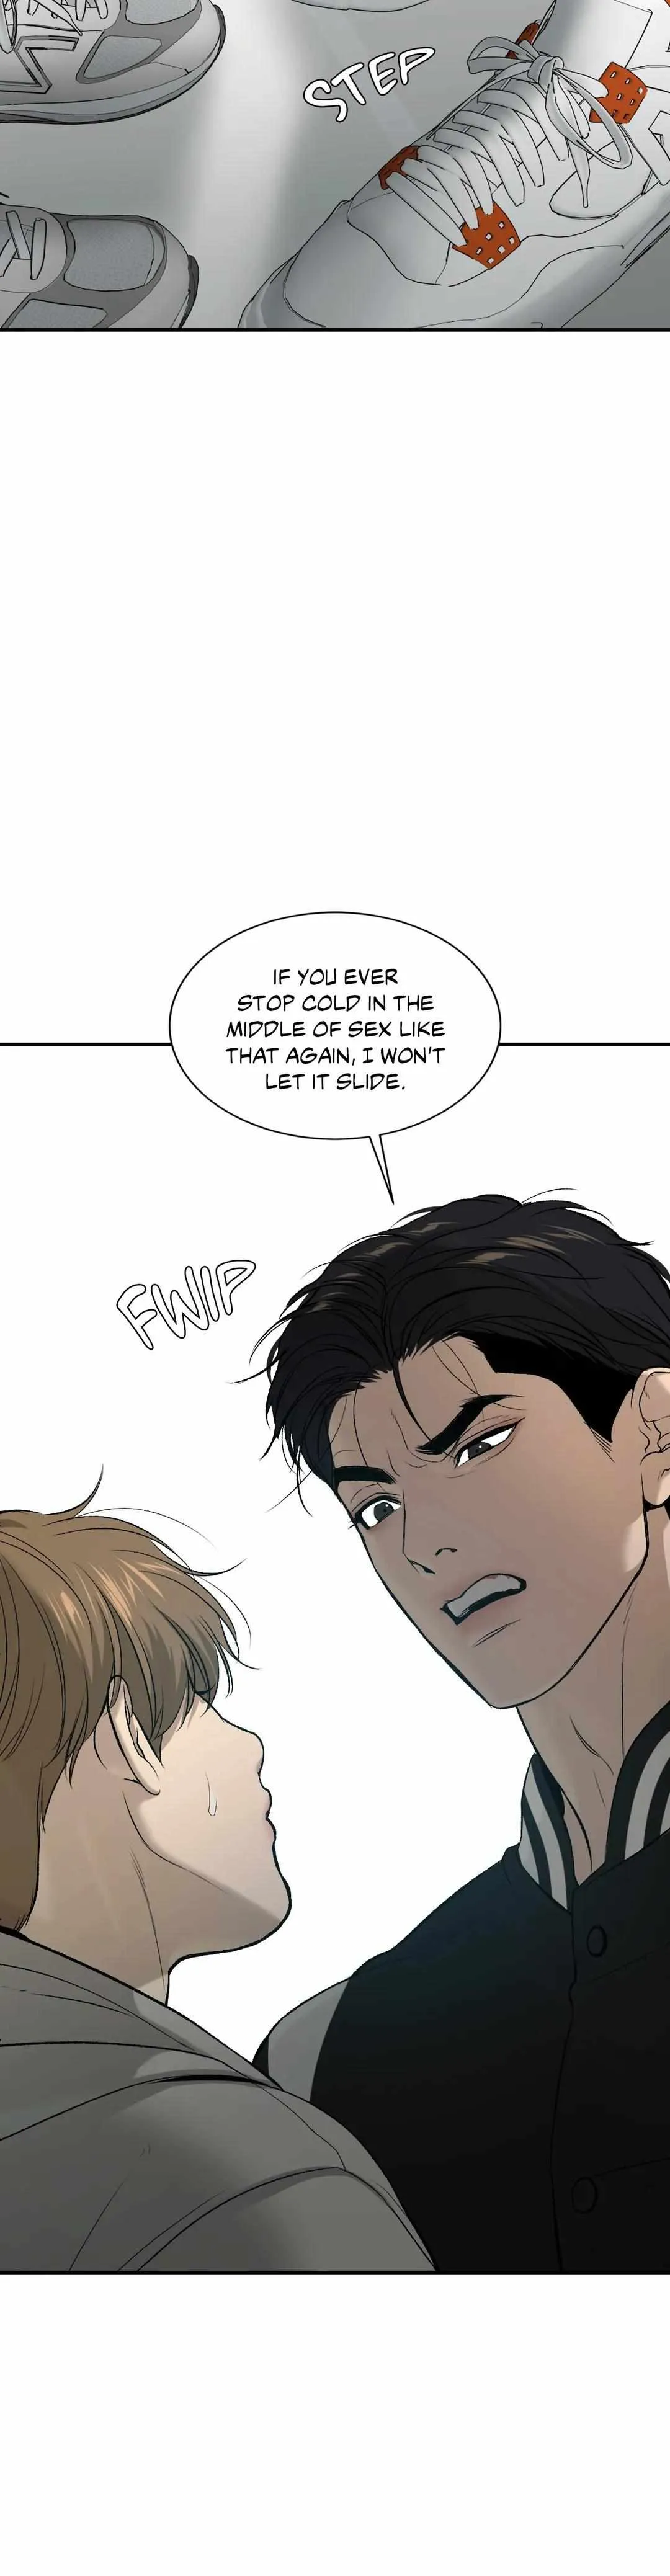 STEP
IF YOU EVER
STOP COLD IN THE
MIDDLE OF SEX LIKE
THAT AGAIN, I WON'T
LET IT SLIDE.
FWIP